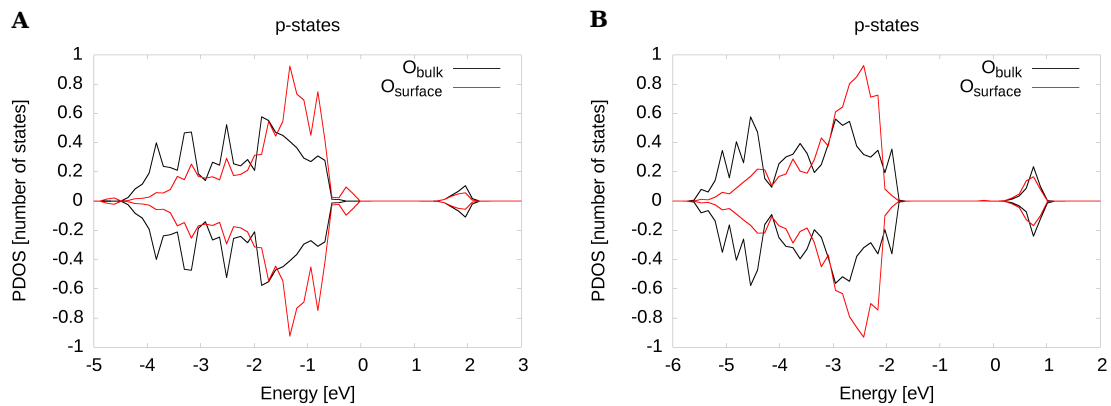 A
p-states
PDOS [number of states]
1
0.8
0.6
0.4
0.2
0
-0.2
-0.4
-0.6
-0.8
-1
-5 -4 -3 -2 -1 0 1 2 3
Energy [eV]
Obulk
Osurface
B
p-states
PDOS [number of states]
1
0.8
0.6
0.4
0.2
0
-0.2
-0.4
-0.6
-0.8
-1
-6 -5 -4 -3 -2 -1 0 1 2
Energy [eV]
Obulk
Osurface